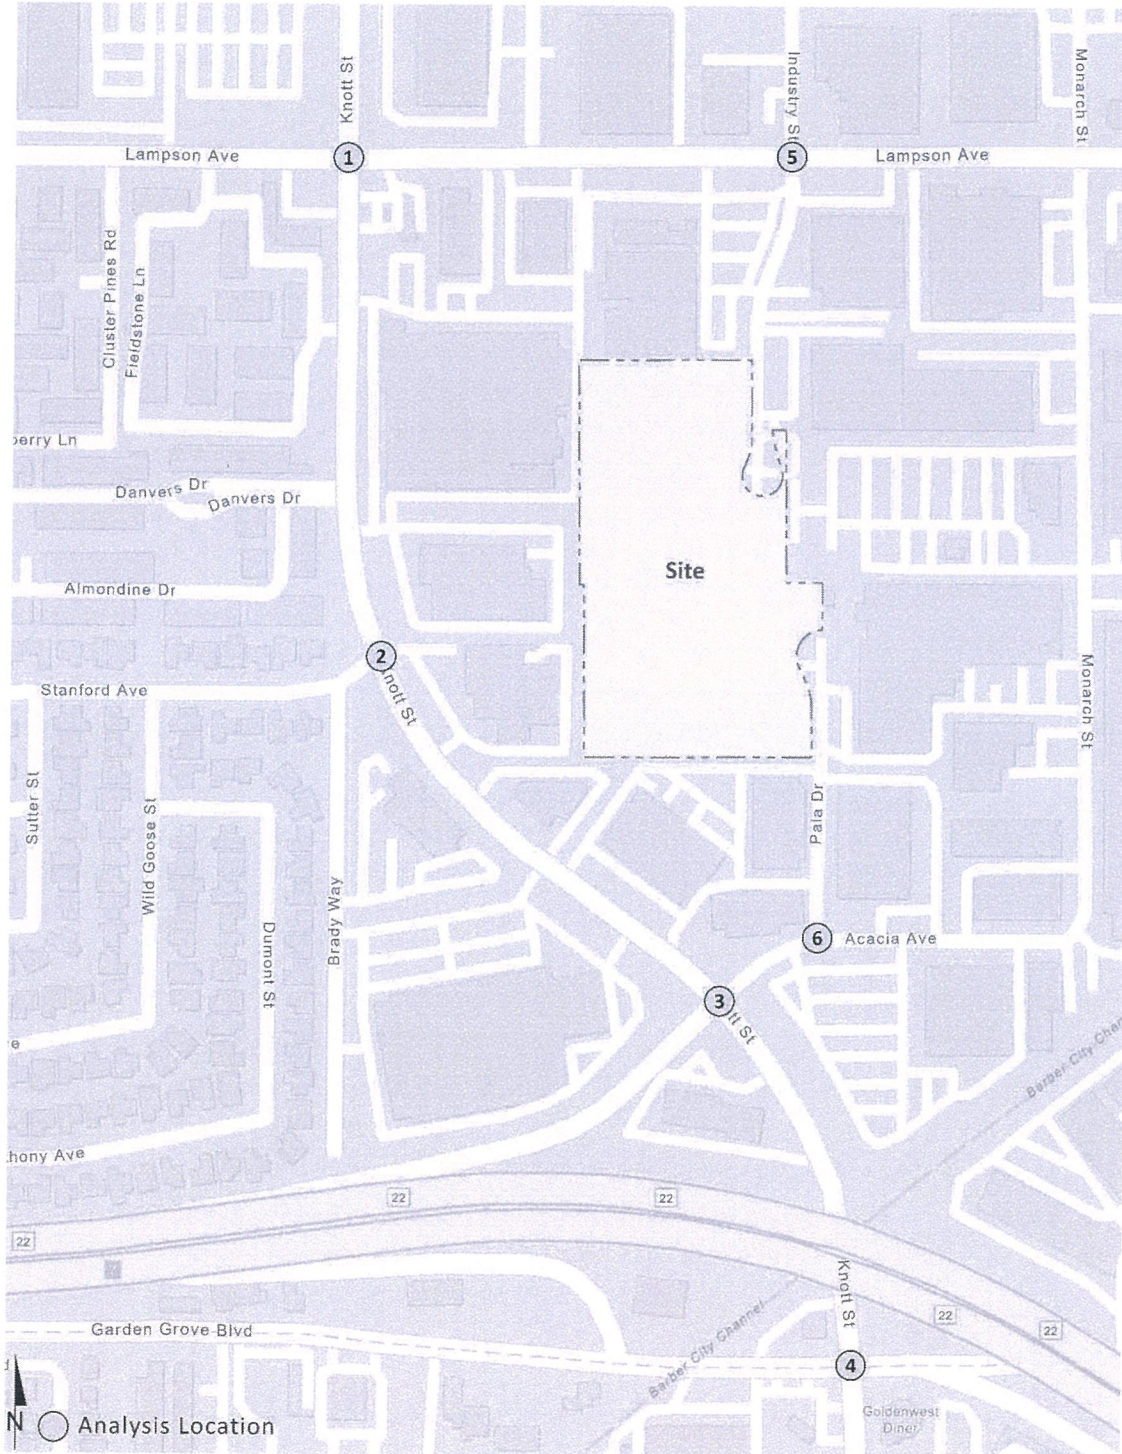 Knott St
Industry St
Monarch St
Lampson Ave
1
5
Lampson Ave
Cluster Pines Rd
Fieldstone Ln
berry Ln
Danvers Dr
Danvers Dr
Site
Almondine Dr
2
Knott St
Stanford Ave
Monarch St
Sutter St
Wild Goose St
Pala Dr
Brady Way
Dumont St
6
Acacia Ave
3
tt St
Barber City Chan
thony Ave
22
22
22
Knott St
22
22
Garden Grove Blvd
Barber City Channel
4
Goldenwest
Diner
N
Analysis Location